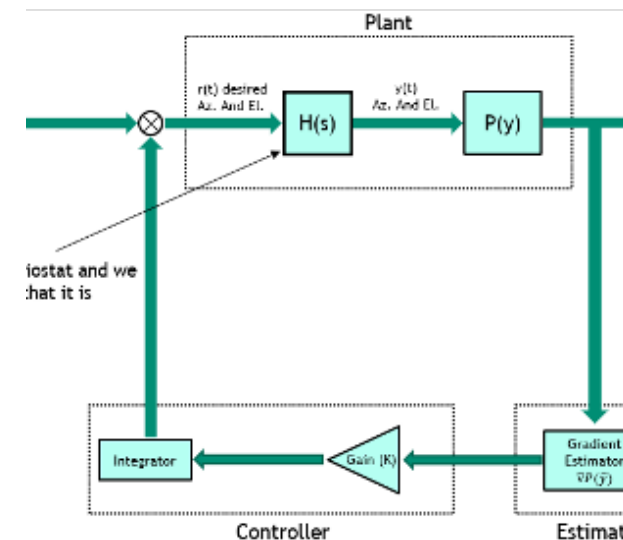 Plant
r(t) desired
Az. And El.
H(s)
y(t)
Az. And El.
P(y)
iostat and we
that it is
Integrator
Gain (K)
Gradient
Estimator
∇P(ŷ)
Controller
Estimat